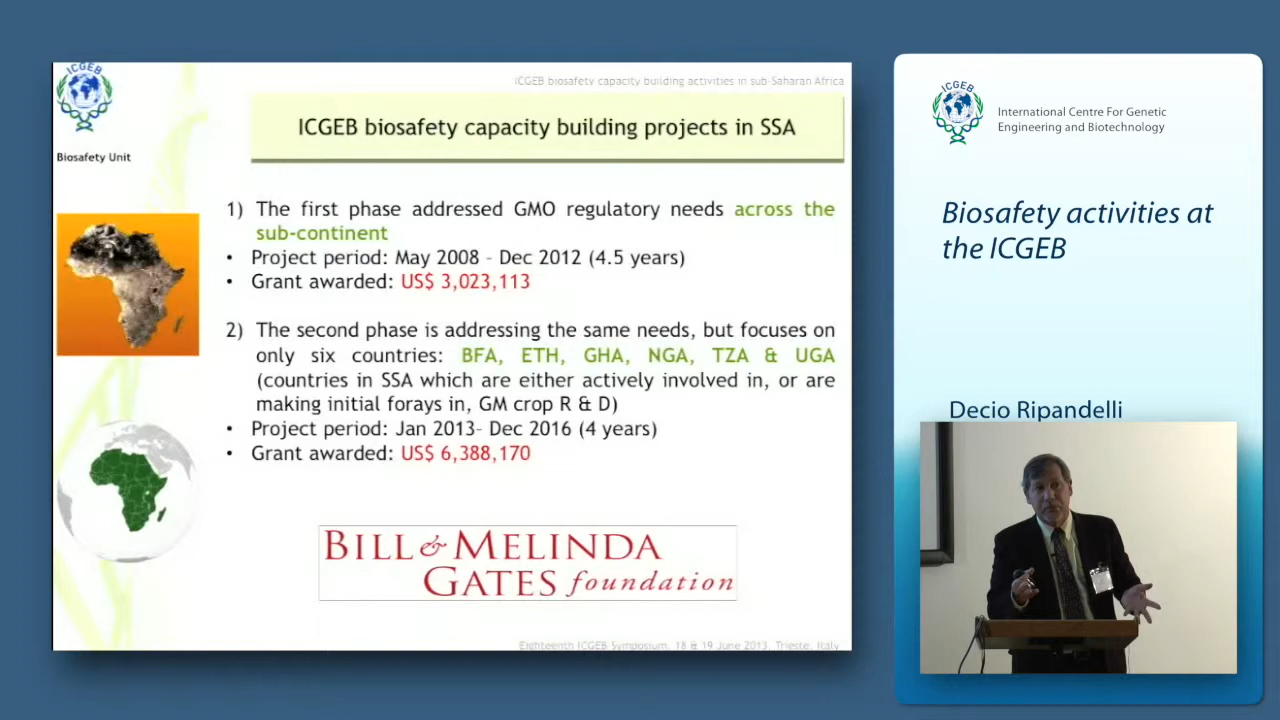 ICGEB
Biosafety Unit
ICGEB biosafety capacity building activities in sub-Saharan Africa
ICGEB biosafety capacity building projects in SSA
1) The first phase addressed GMO regulatory needs across the
sub-continent
• Project period: May 2008 – Dec 2012 (4.5 years)
• Grant awarded: US$ 3,023,113
2) The second phase is addressing the same needs, but focuses on
only six countries: BFA, ETH, GHA, NGA, TZA & UGA
(countries in SSA which are either actively involved in, or are
making initial forays in, GM crop R & D)
• Project period: Jan 2013– Dec 2016 (4 years)
• Grant awarded: US$ 6,388,170
BILL & MELINDA
GATES foundation
Eighteenth ICGEB Symposium, 18 & 19 June 2013, Trieste, Italy
ICGEB
International Centre For Genetic
Engineering and Biotechnology
Biosafety activities at
the ICGEB
Decio Ripandelli